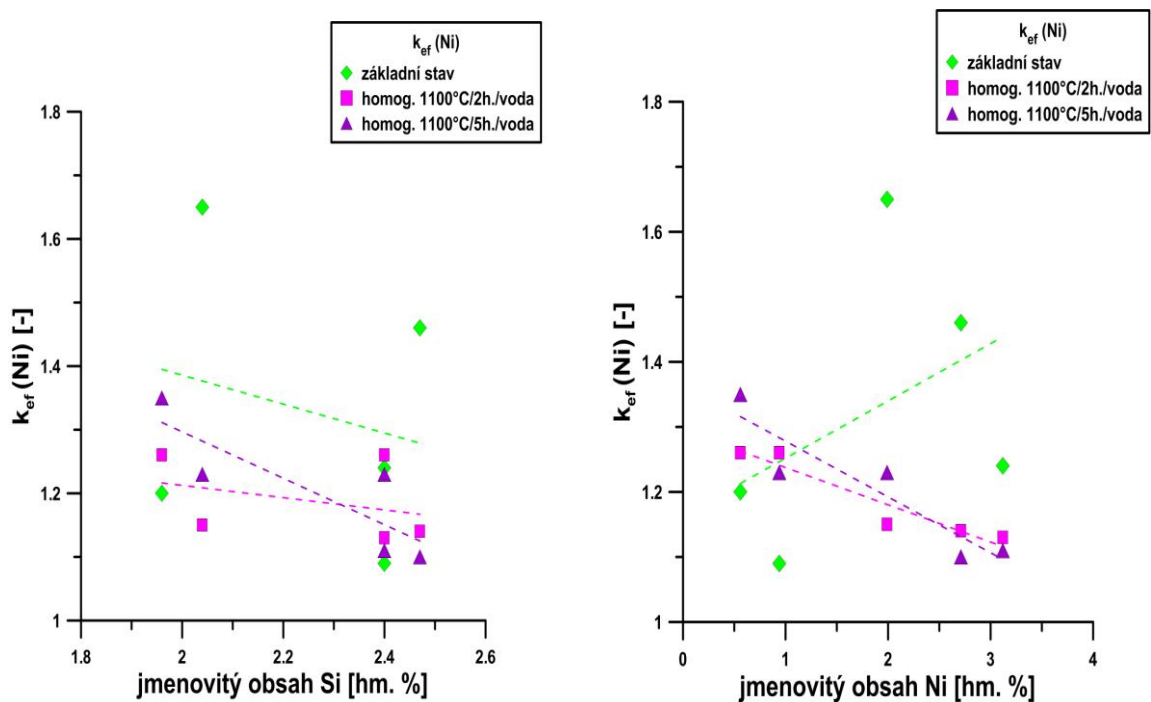 k_ef (Ni)
základní stav
homog. 1100°C/2h./voda
homog. 1100°C/5h./voda
1.8
1.6
1.4
1.2
1
k_ef (Ni) [-]
1.8
2
2.2
2.4
2.6
jmenovitý obsah Si [hm. %]
k_ef (Ni)
základní stav
homog. 1100°C/2h./voda
homog. 1100°C/5h./voda
1.8
1.6
1.4
1.2
1
k_ef (Ni) [-]
0
1
2
3
4
jmenovitý obsah Ni [hm. %]